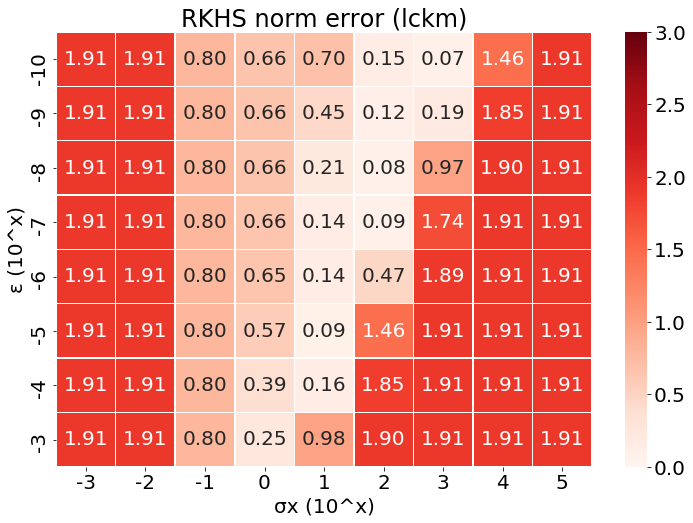 RKHS norm error (lckm)
-10 1.91 1.91 0.80 0.66 0.70 0.15 0.07 1.46 1.91
-9 1.91 1.91 0.80 0.66 0.45 0.12 0.19 1.85 1.91
-8 1.91 1.91 0.80 0.66 0.21 0.08 0.97 1.90 1.91
-7 1.91 1.91 0.80 0.66 0.14 0.09 1.74 1.91 1.91
-6 1.91 1.91 0.80 0.65 0.14 0.47 1.89 1.91 1.91
-5 1.91 1.91 0.80 0.57 0.09 1.46 1.91 1.91 1.91
-4 1.91 1.91 0.80 0.39 0.16 1.85 1.91 1.91 1.91
-3 1.91 1.91 0.80 0.25 0.98 1.90 1.91 1.91 1.91
-3 -2 -1 0 1 2 3 4 5
σx (10^x)
ε (10^x)
3.0
2.5
2.0
1.5
1.0
0.5
0.0